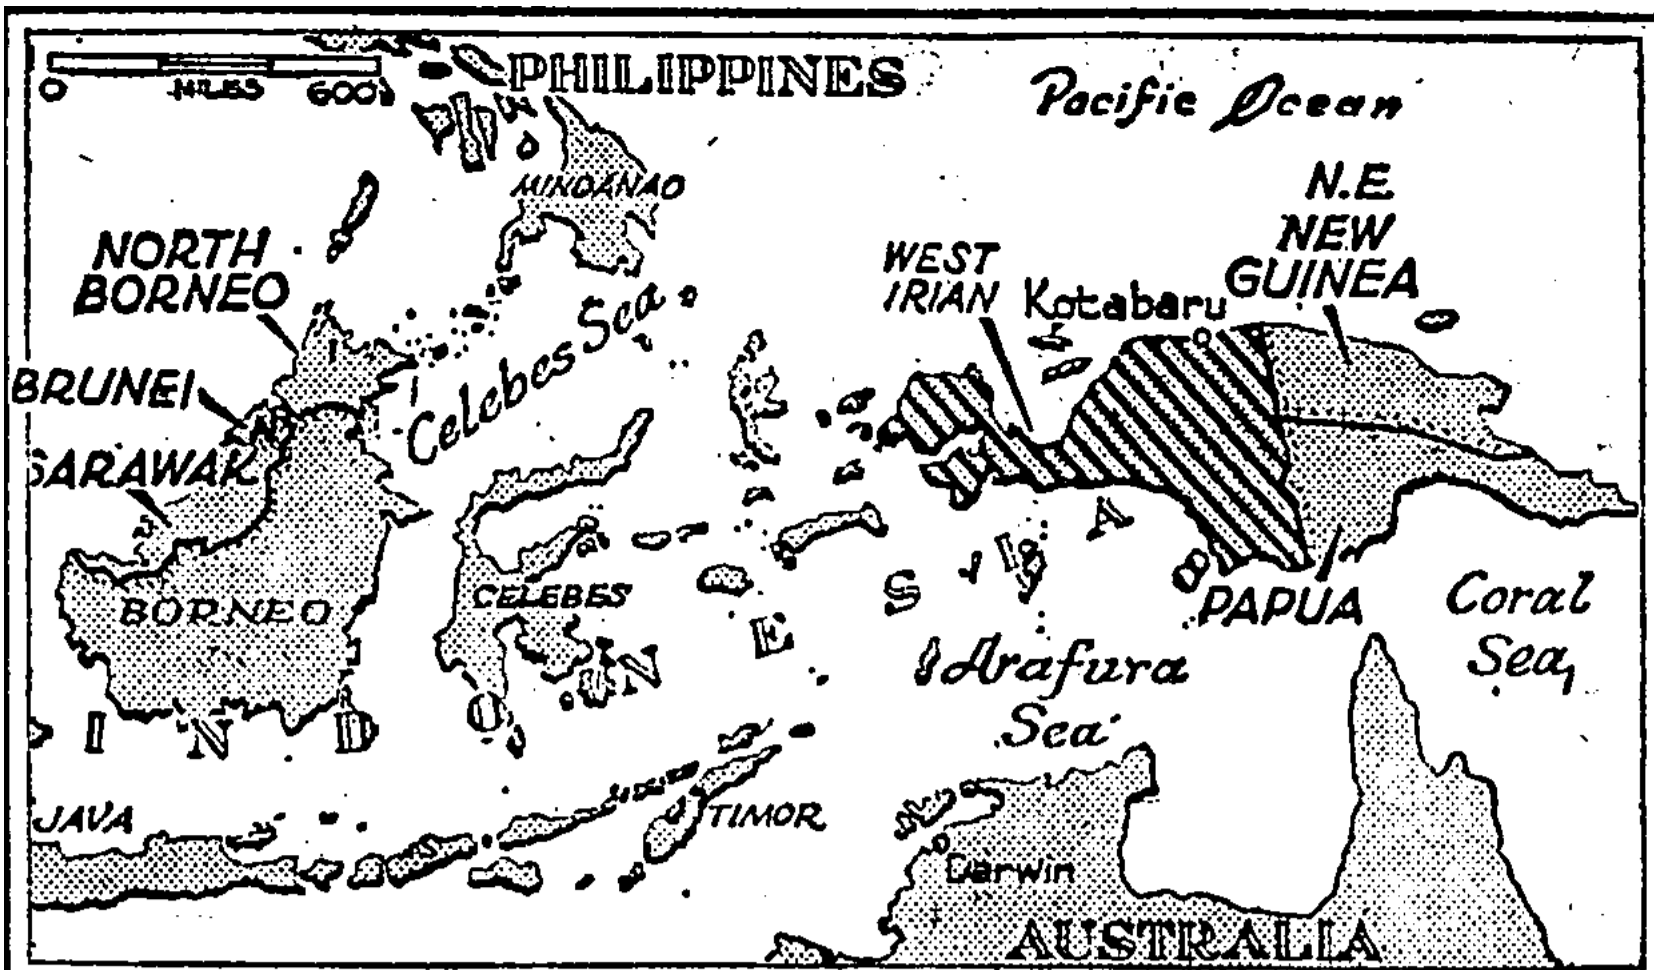 PHILIPPINES
0 MILES 600
Pacific Ocean
MINDANAO
N.E.
NEW
GUINEA
NORTH
BORNEO
WEST
IRIAN
Kotabaru
BRUNEI
Celebes Sea
SARAWAK
BORNEO
CELEBES
PAPUA
Coral
Sea
INDONESIA
Arafura
Sea
JAVA
TIMOR
Darwin
AUSTRALIA